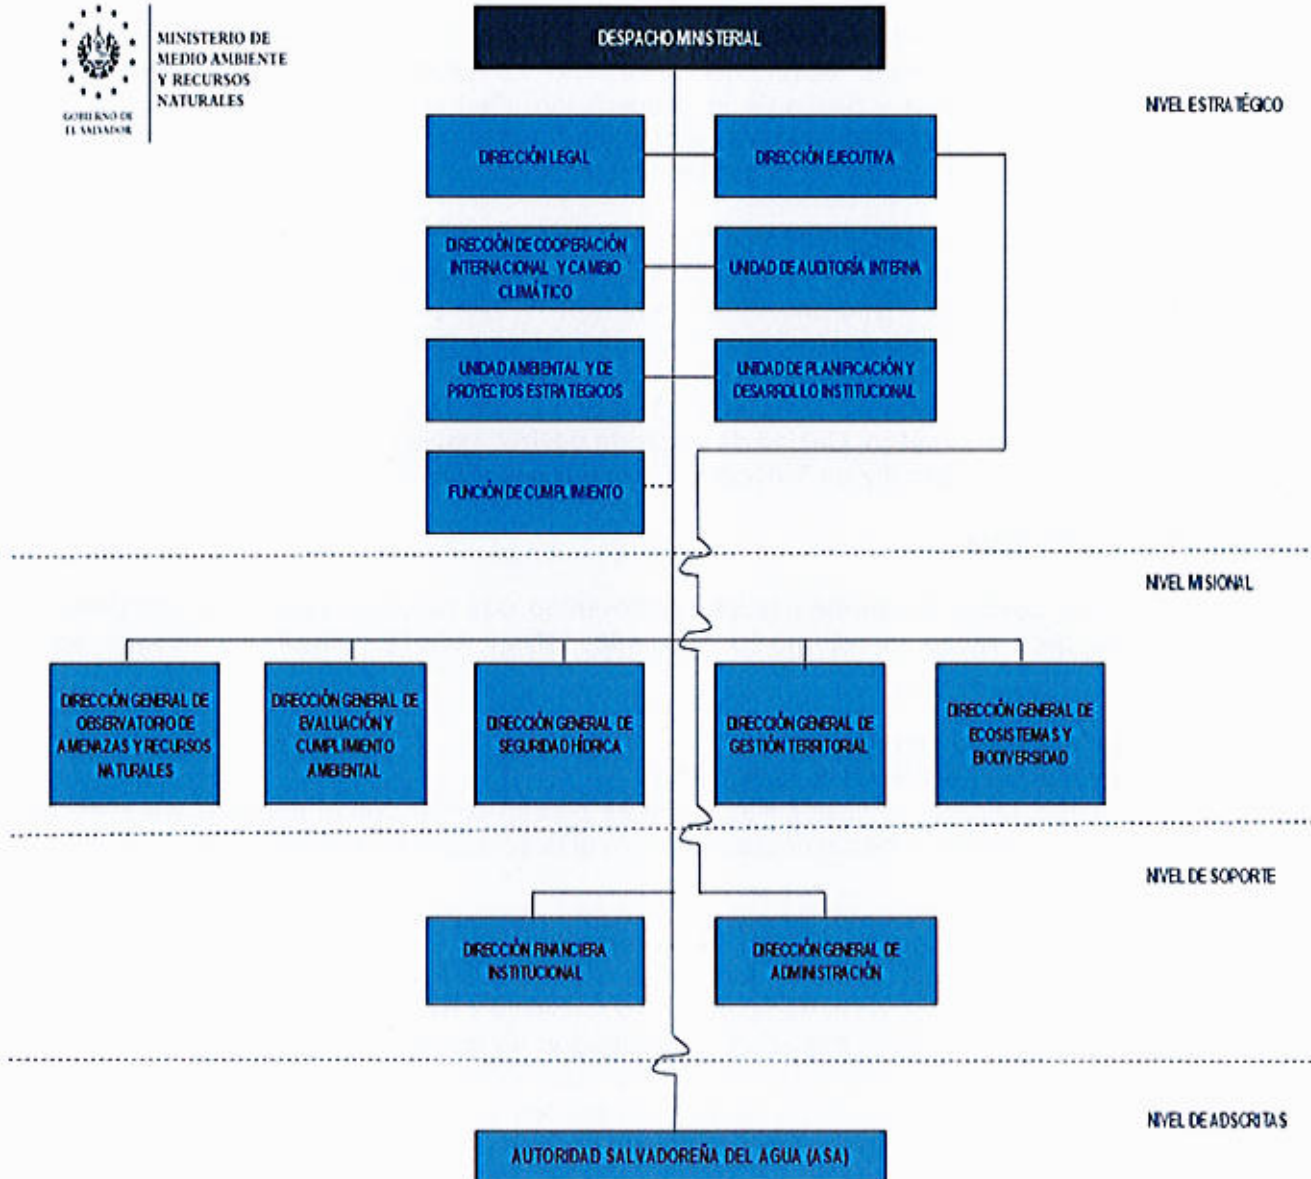 MINISTERIO DE
MEDIO AMBIENTE
Y RECURSOS
NATURALES
GOBIERNO DE
EL SALVADOR
DESPACHO MINISTERIAL
NIVEL ESTRATÉGICO
DIRECCIÓN LEGAL
DIRECCIÓN EJECUTIVA
DIRECCIÓN DE COOPERACIÓN
INTERNACIONAL Y CAMBIO
CLIMÁTICO
UNIDAD DE AUDITORÍA INTERNA
UNIDAD AMBIENTAL Y DE
PROYECTOS ESTRATEGICOS
UNIDAD DE PLANIFICACIÓN Y
DESARROLLO INSTITUCIONAL
FUNCIÓN DE CUMPLIMIENTO
NIVEL MISIONAL
DIRECCIÓN GENERAL DE
OBSERVATORIO DE
AMENAZAS Y RECURSOS
NATURALES
DIRECCIÓN GENERAL DE
EVALUACIÓN Y
CUMPLIMIENTO
AMBIENTAL
DIRECCIÓN GENERAL DE
SEGURIDAD HÍDRICA
DIRECCIÓN GENERAL DE
GESTIÓN TERRITORIAL
DIRECCIÓN GENERAL DE
ECOSISTEMAS Y
BIODIVERSIDAD
NIVEL DE SOPORTE
DIRECCIÓN FINANCIERA
INSTITUCIONAL
DIRECCIÓN GENERAL DE
ADMINISTRACIÓN
NIVEL DE ADSCRITAS
AUTORIDAD SALVADOREÑA DEL AGUA (ASA)